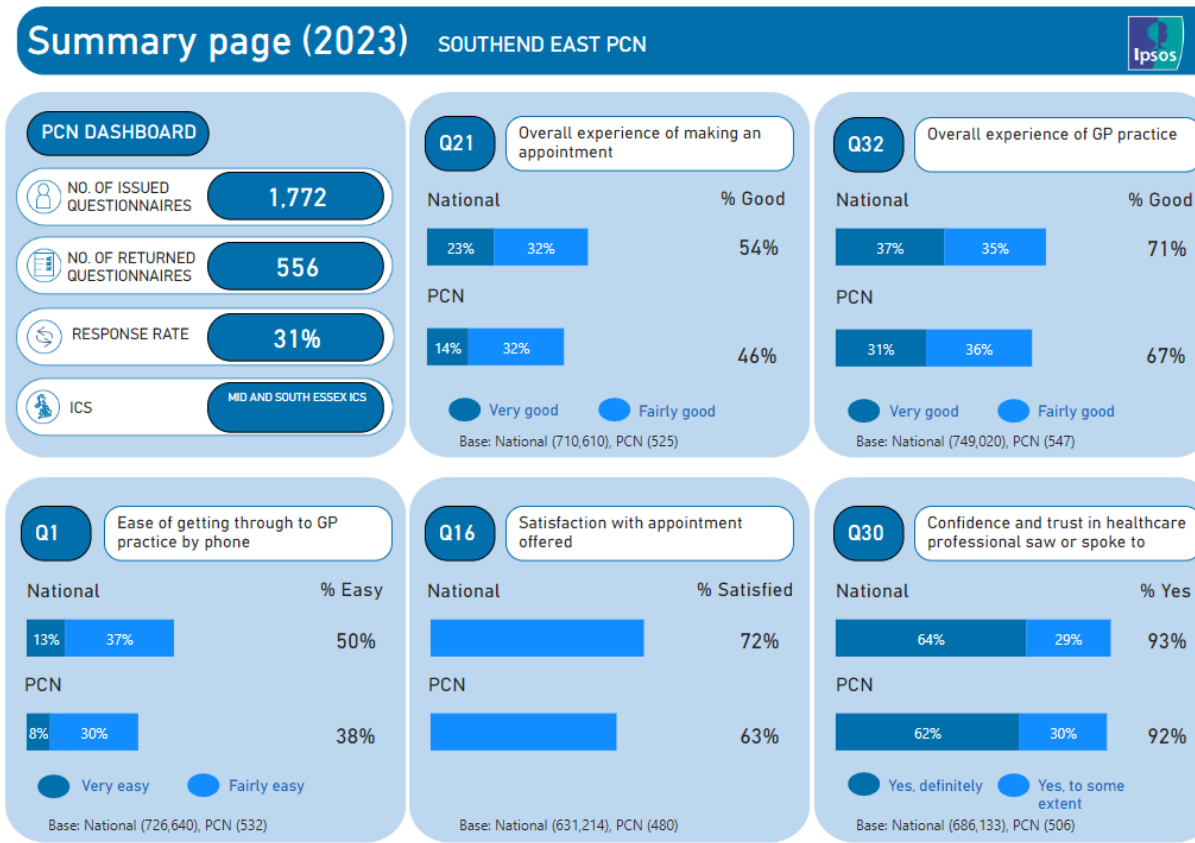 Summary page (2023) SOUTHEND EAST PCN
Ipsos
PCN DASHBOARD
NO. OF ISSUED
QUESTIONNAIRES
1,772
NO. OF RETURNED
QUESTIONNAIRES
556
RESPONSE RATE
31%
ICS
MID AND SOUTH ESSEX ICS
Q21
Overall experience of making an
appointment
National % Good
23% 32% 54%
PCN
14% 32% 46%
Very good Fairly good
Base: National (710,610), PCN (525)
Q32
Overall experience of GP practice
National % Good
37% 35% 71%
PCN
31% 36% 67%
Very good Fairly good
Base: National (749,020), PCN (547)
Q1
Ease of getting through to GP
practice by phone
National % Easy
13% 37% 50%
PCN
8% 30% 38%
Very easy Fairly easy
Base: National (726,640), PCN (532)
Q16
Satisfaction with appointment
offered
National % Satisfied
72%
PCN
63%
Base: National (631,214), PCN (480)
Q30
Confidence and trust in healthcare
professional saw or spoke to
National % Yes
64% 29% 93%
PCN
62% 30% 92%
Yes, definitely Yes, to some
extent
Base: National (686,133), PCN (506)